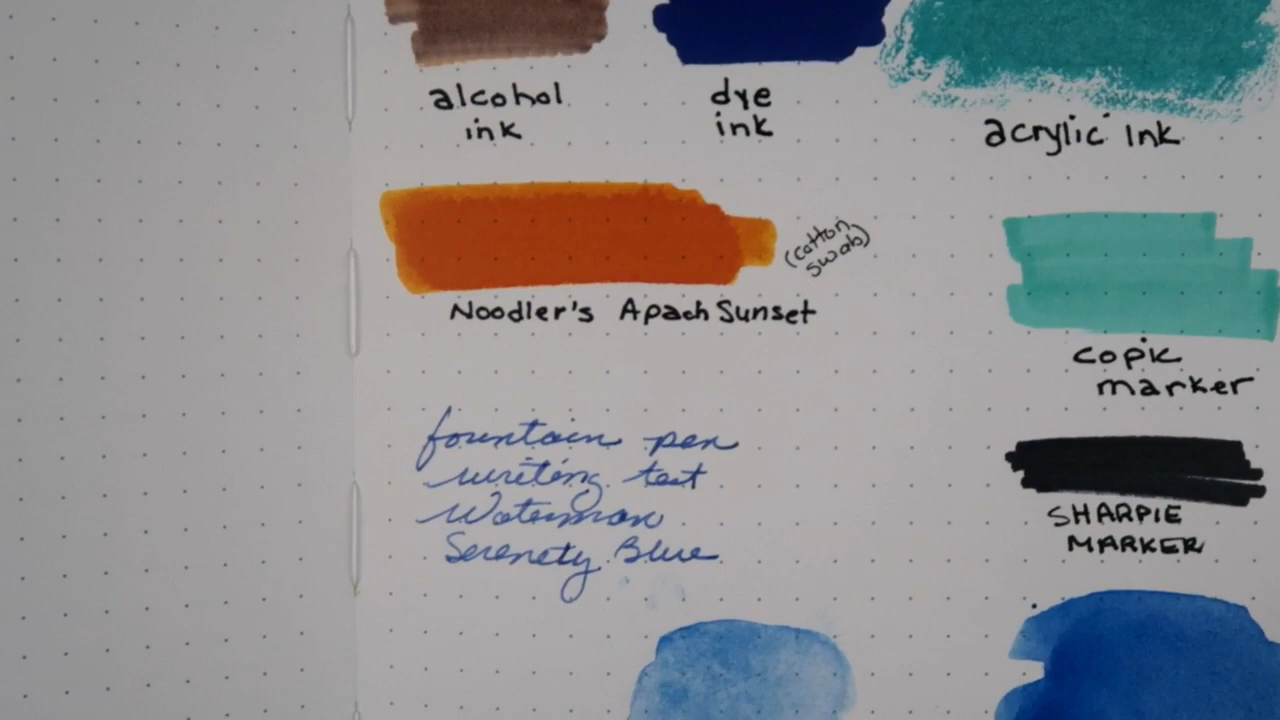 alcohol
ink
dye
ink
acrylic ink
(cotton
swab)
Noodler's Apach Sunset
copic
marker
fountain pen
writing test
Waterman
Serenety Blue
SHARPIE
MARKER